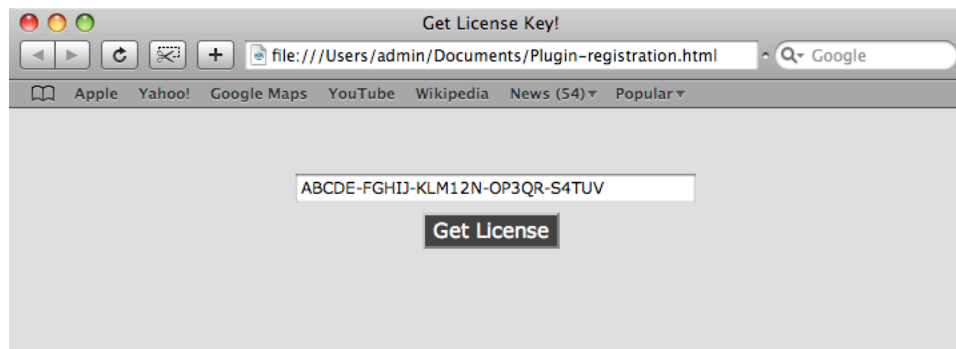 Get License Key!
file:///Users/admin/Documents/Plugin-registration.html
Google
Apple Yahoo! Google Maps YouTube Wikipedia News (54) Popular
ABCDE-FGHIJ-KLM12N-OP3QR-S4TUV
Get License